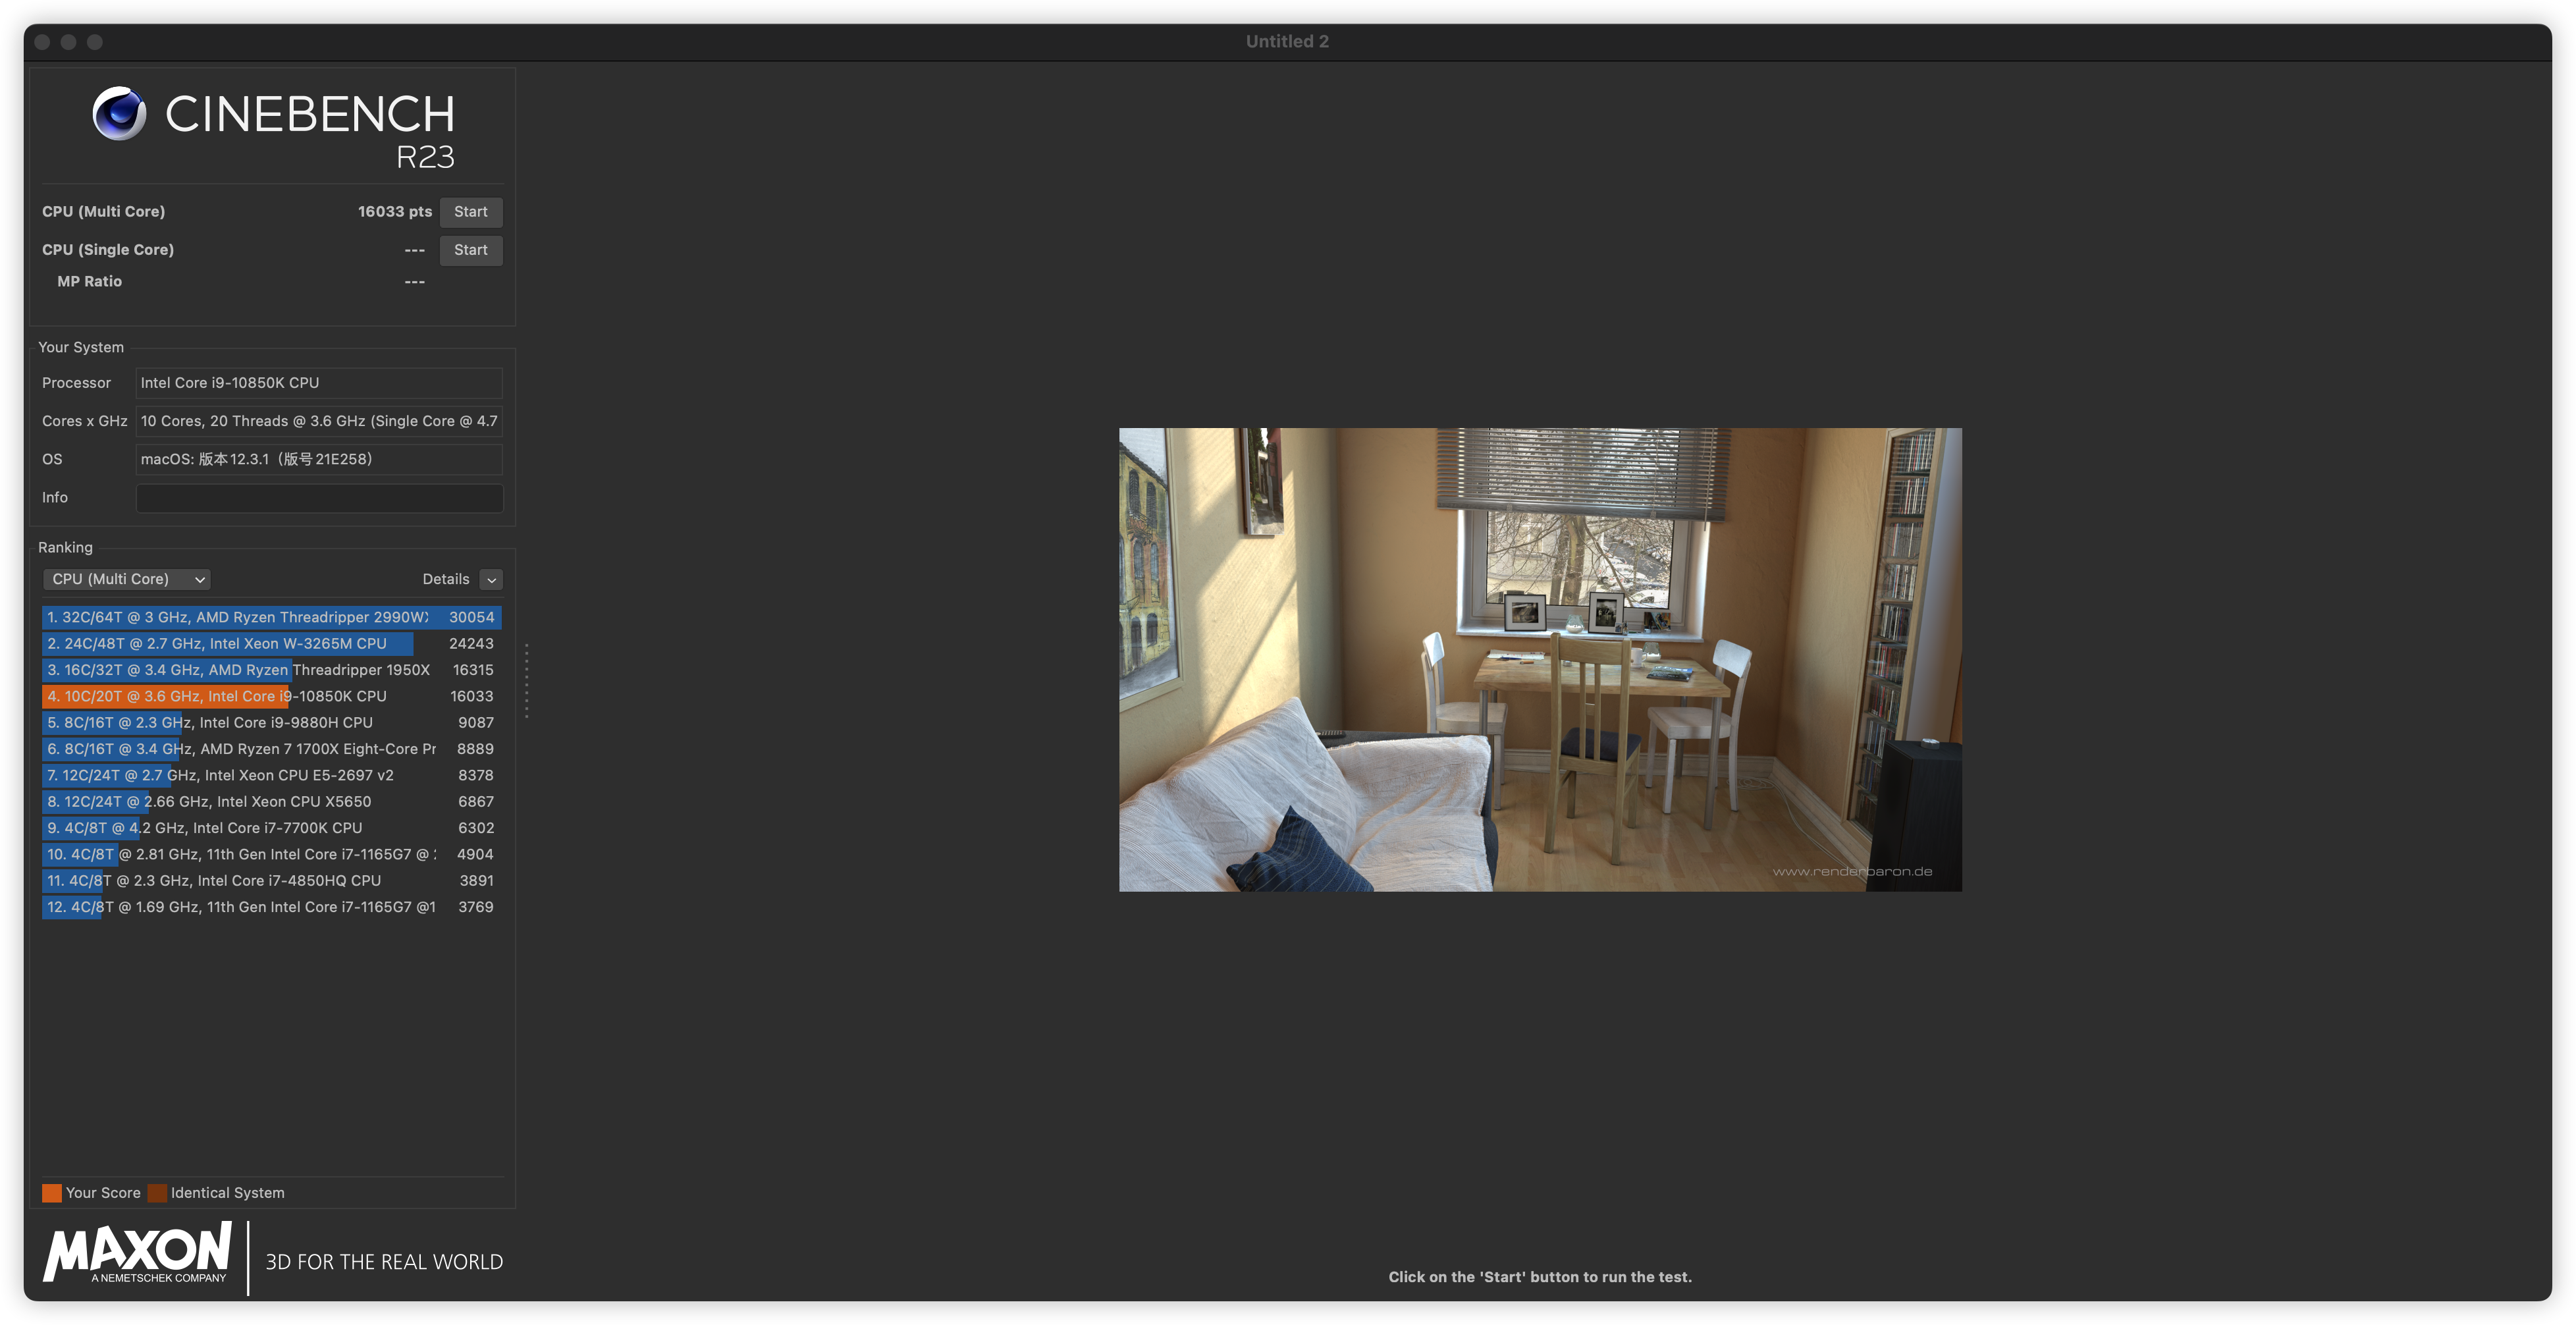 Untitled 2
CINEBENCH
R23
CPU (Multi Core) 16033 pts Start
CPU (Single Core) --- Start
MP Ratio ---
Your System
Processor Intel Core i9-10850K CPU
Cores x GHz 10 Cores, 20 Threads @ 3.6 GHz (Single Core @ 4.7
OS macOS: 版本 12.3.1（版号 21E258）
Info
Ranking
CPU (Multi Core) Details
1. 32C/64T @ 3 GHz, AMD Ryzen Threadripper 2990WX 30054
2. 24C/48T @ 2.7 GHz, Intel Xeon W-3265M CPU 24243
3. 16C/32T @ 3.4 GHz, AMD Ryzen Threadripper 1950X 16315
4. 10C/20T @ 3.6 GHz, Intel Core i9-10850K CPU 16033
5. 8C/16T @ 2.3 GHz, Intel Core i9-9880H CPU 9087
6. 8C/16T @ 3.4 GHz, AMD Ryzen 7 1700X Eight-Core Pr 8889
7. 12C/24T @ 2.7 GHz, Intel Xeon CPU E5-2697 v2 8378
8. 12C/24T @ 2.66 GHz, Intel Xeon CPU X5650 6867
9. 4C/8T @ 4.2 GHz, Intel Core i7-7700K CPU 6302
10. 4C/8T @ 2.81 GHz, 11th Gen Intel Core i7-1165G7 @ 4904
11. 4C/8T @ 2.3 GHz, Intel Core i7-4850HQ CPU 3891
12. 4C/8T @ 1.69 GHz, 11th Gen Intel Core i7-1165G7 @1 3769
www.renderbaron.de
Your Score Identical System
MAXON
A NEMETSCHEK COMPANY
3D FOR THE REAL WORLD
Click on the 'Start' button to run the test.